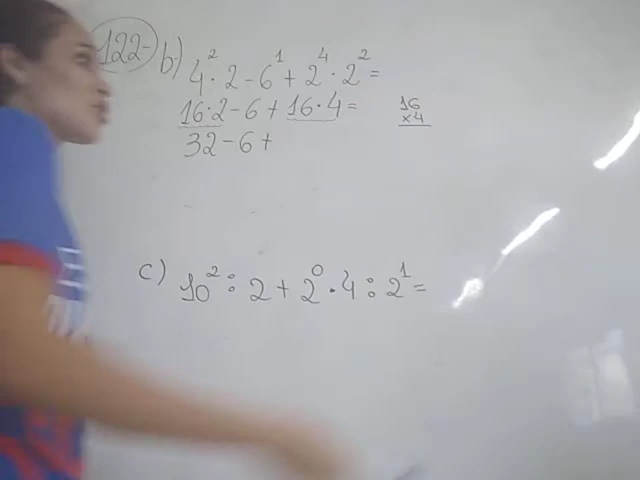 122- b) 4² · 2 - 6¹ + 2⁴ · 2² =
16 · 2 - 6 + 16 · 4 =
16
x4
32 - 6 +
c) 10² : 2 + 2⁰ · 4 : 2¹ =